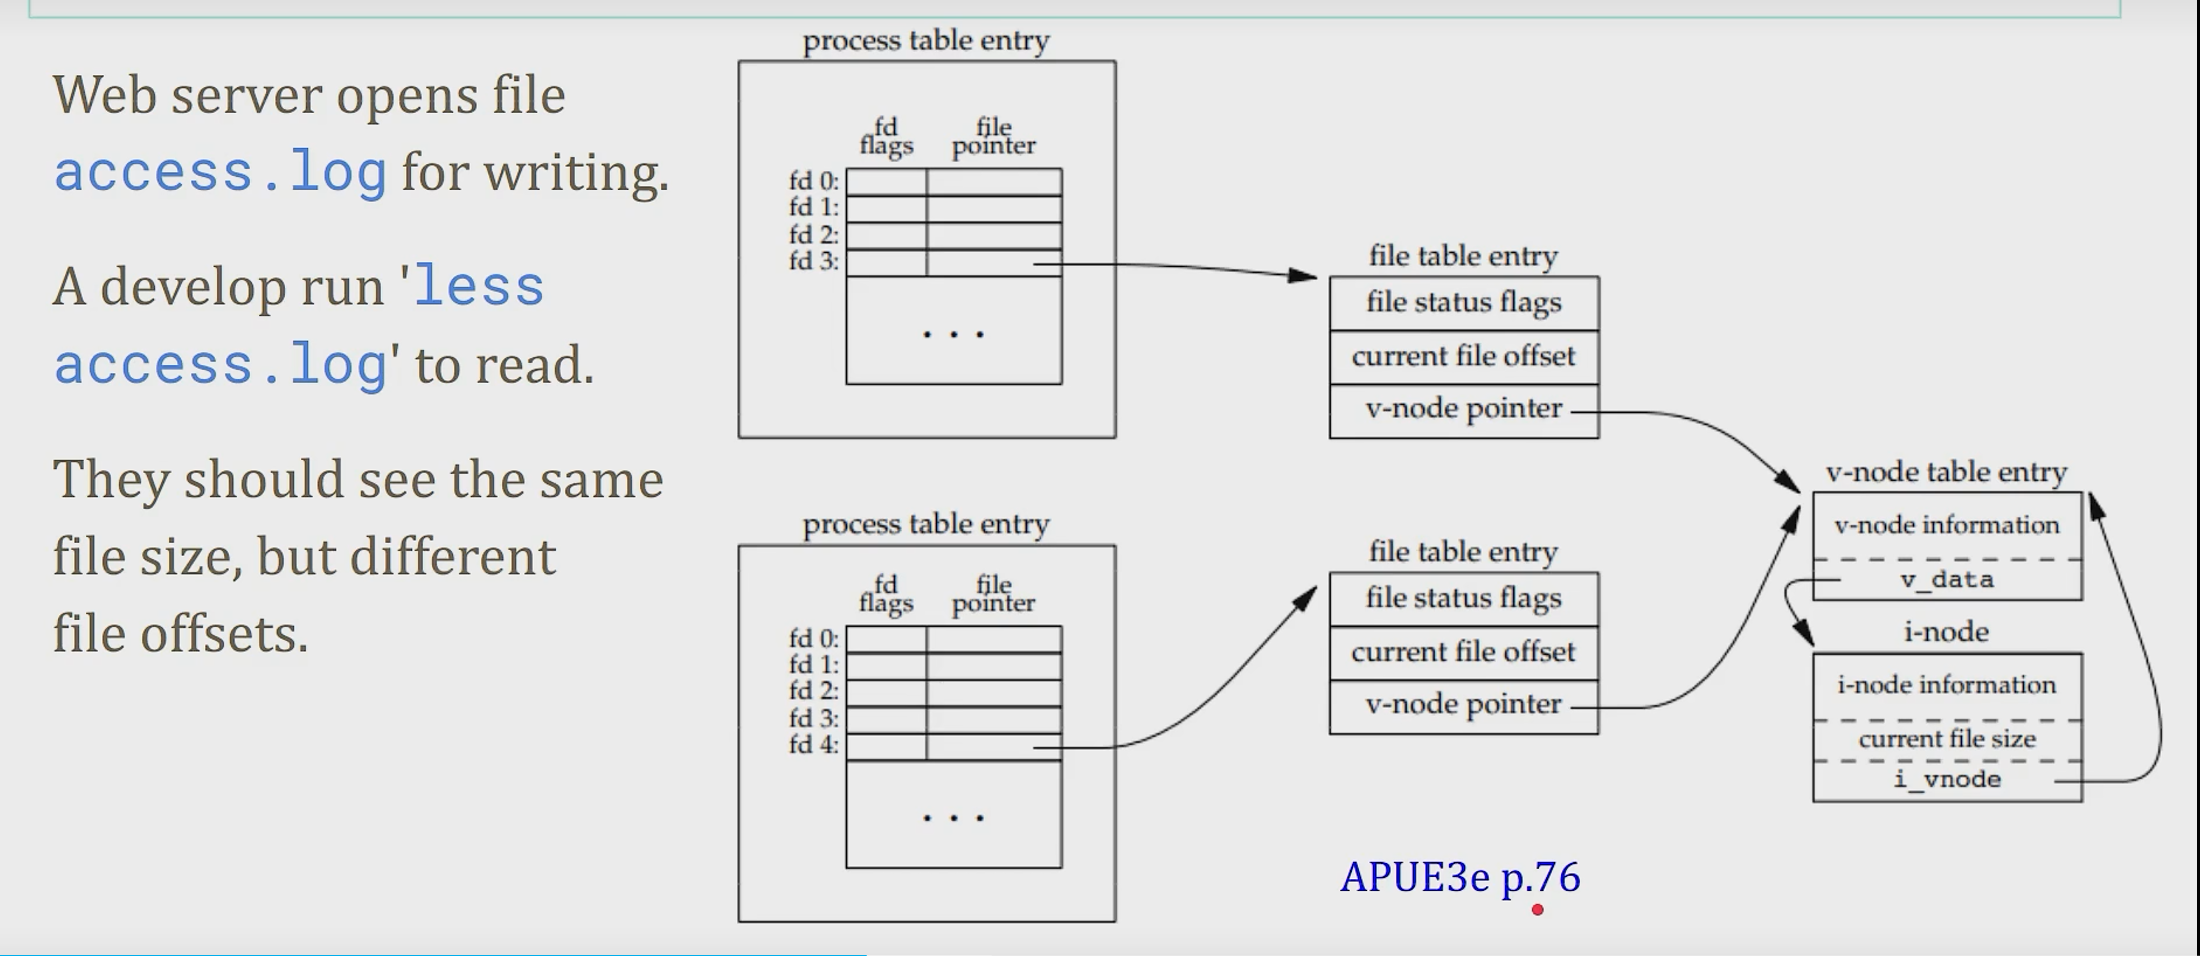 Web server opens file
access.log for writing.
A develop run 'less
access.log' to read.
They should see the same
file size, but different
file offsets.
process table entry
fd
flags
file
pointer
fd 0:
fd 1:
fd 2:
fd 3:
. . .
file table entry
file status flags
current file offset
v-node pointer
process table entry
fd
flags
file
pointer
fd 0:
fd 1:
fd 2:
fd 3:
fd 4:
. . .
file table entry
file status flags
current file offset
v-node pointer
v-node table entry
v-node information
v_data
i-node
i-node information
current file size
i_vnode
APUE3e p.76